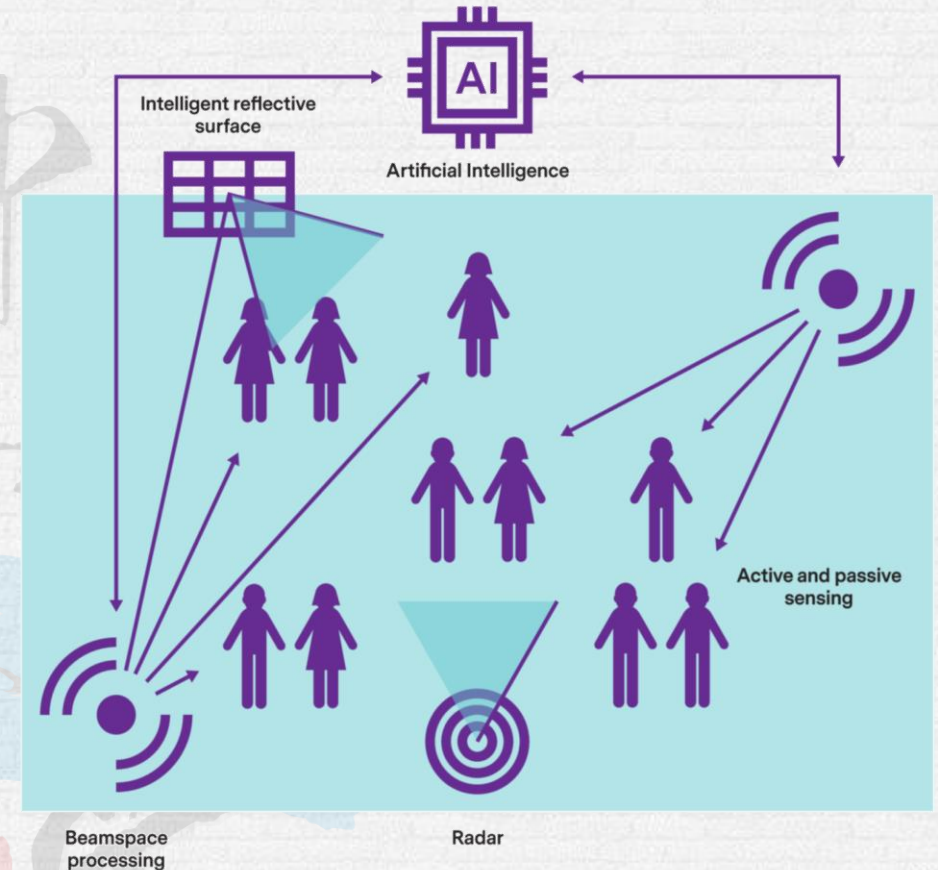 AI
Intelligent reflective
surface
Artificial Intelligence
Active and passive
sensing
Beamspace
processing
Radar